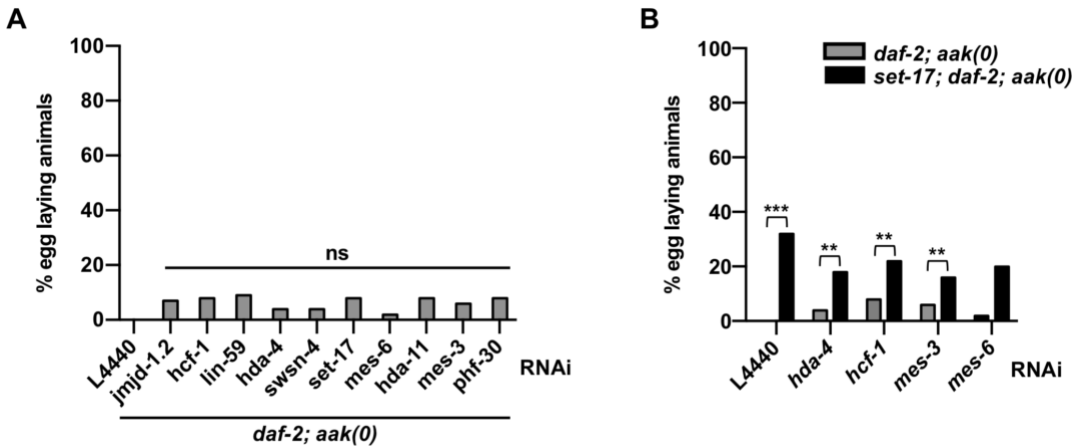 A
% egg laying animals
100
80
60
40
20
0
ns
L4440
jmjd-1.2
hcf-1
lin-59
hda-4
swsn-4
set-17
mes-6
hda-11
mes-3
phf-30
RNAi
daf-2; aak(0)
B
% egg laying animals
100
80
60
40
20
0
daf-2; aak(0)
set-17; daf-2; aak(0)
***
**
**
**
L4440
hda-4
hcf-1
mes-3
mes-6
RNAi